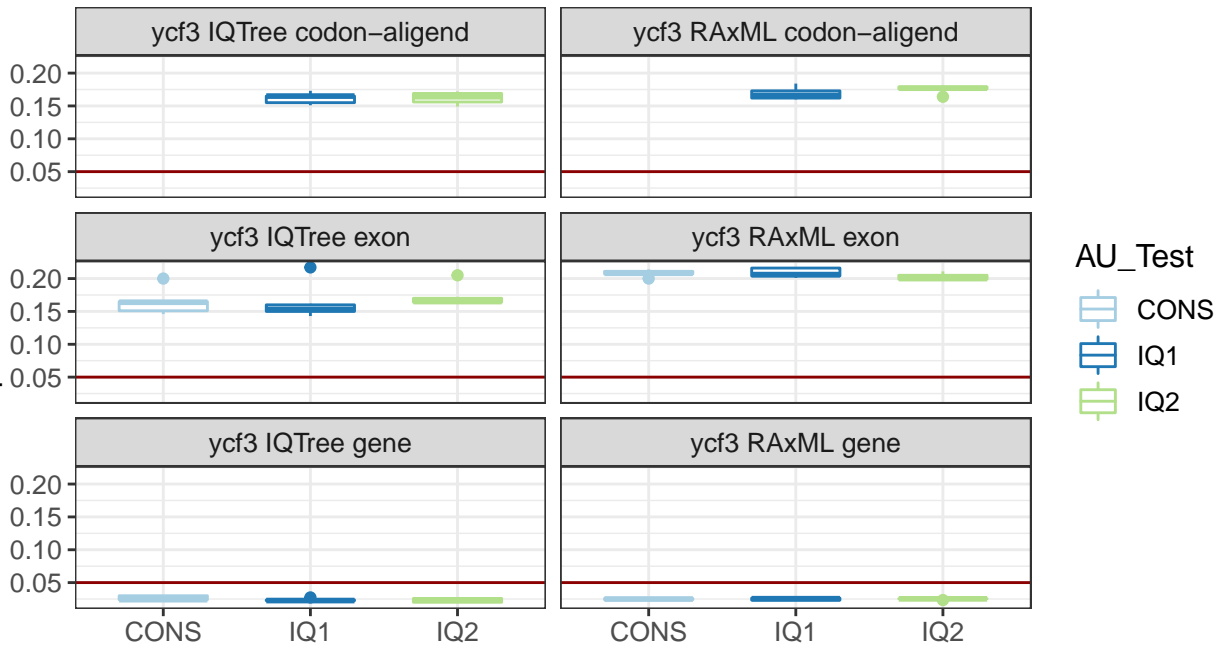 ycf3 IQTree codon−aligend
ycf3 RAxML codon−aligend
0.20
0.15
0.10
0.05
ycf3 IQTree exon
ycf3 RAxML exon
0.20
0.15
0.10
0.05
ycf3 IQTree gene
ycf3 RAxML gene
0.20
0.15
0.10
0.05
CONS IQ1 IQ2
CONS IQ1 IQ2
AU_Test
CONS
IQ1
IQ2